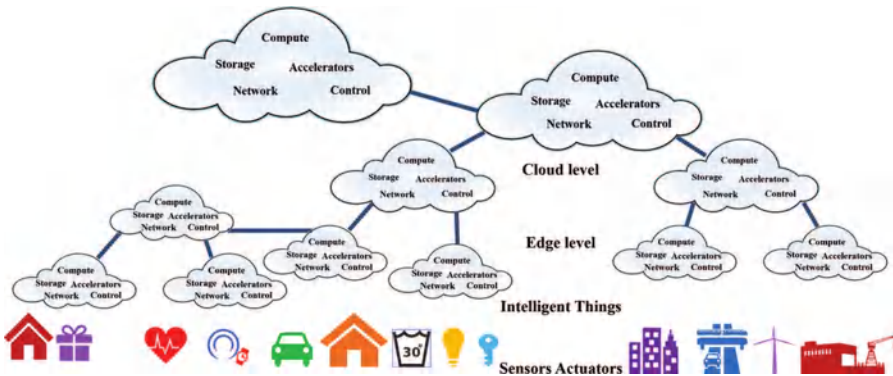 Compute
Storage Accelerators
Network Control
Compute
Storage Accelerators
Network Control
Cloud level
Compute
Storage Accelerators
Network Control
Compute
Storage Accelerators
Network Control
Compute
Storage Accelerators
Network Control
Edge level
Compute
Storage Accelerators
Network Control
Compute
Storage Accelerators
Network Control
Compute
Storage Accelerators
Network Control
Compute
Storage Accelerators
Network Control
Compute
Storage Accelerators
Network Control
Compute
Storage Accelerators
Network Control
Intelligent Things
30°
Sensors Actuators